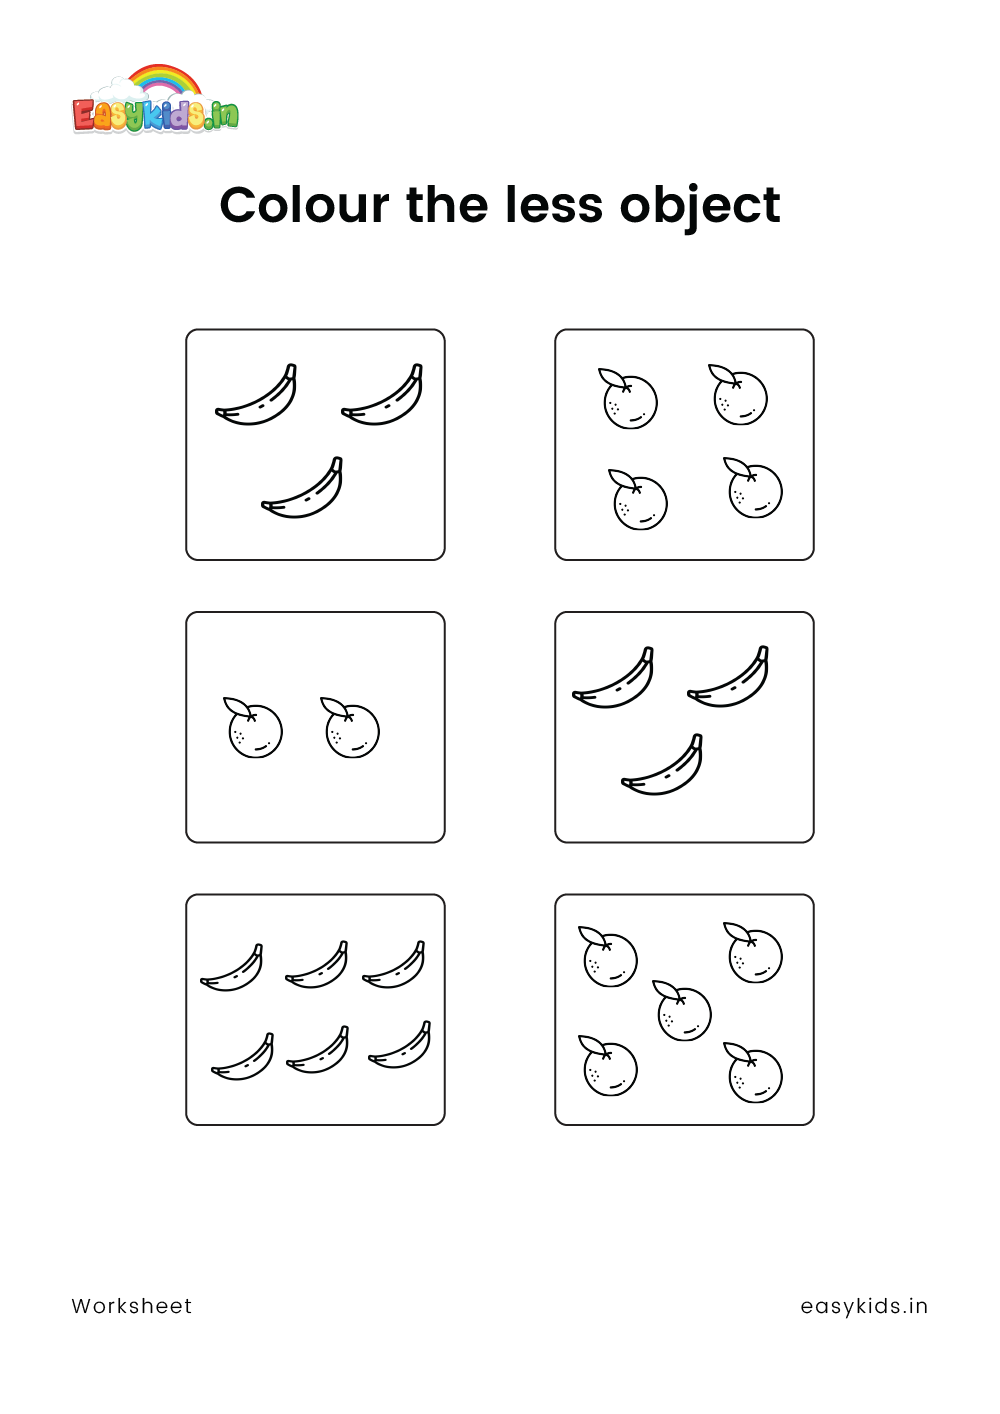 Easykids.in
Colour the less object
Worksheet
easykids.in